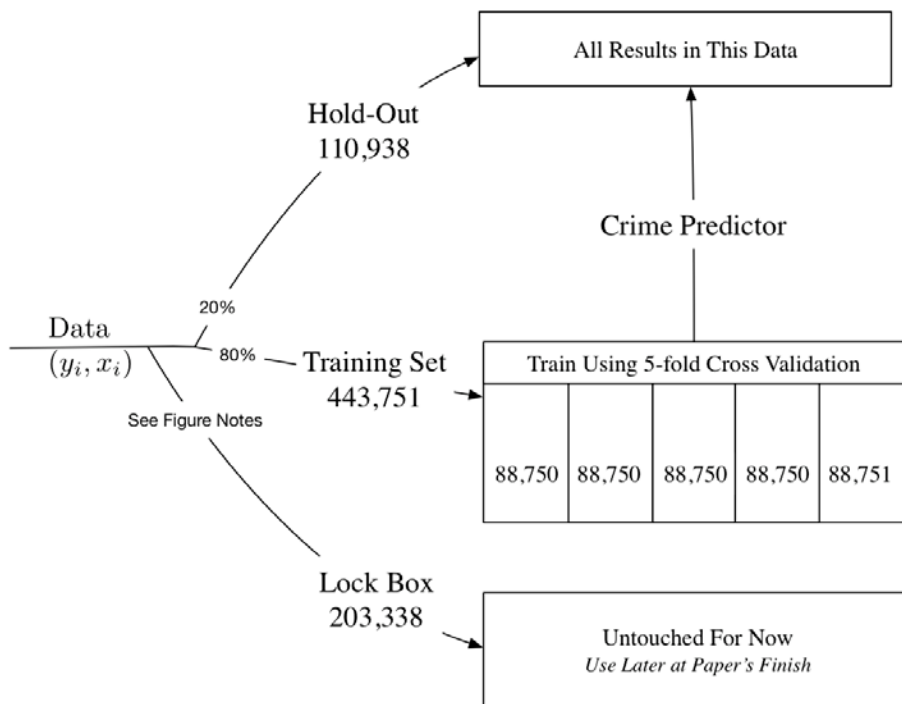 All Results in This Data
Hold-Out
110,938
Crime Predictor
20%
Data
80%
(y_i, x_i)
Training Set
443,751
Train Using 5-fold Cross Validation
See Figure Notes
88,750 88,750 88,750 88,750 88,751
Lock Box
203,338
Untouched For Now
Use Later at Paper's Finish